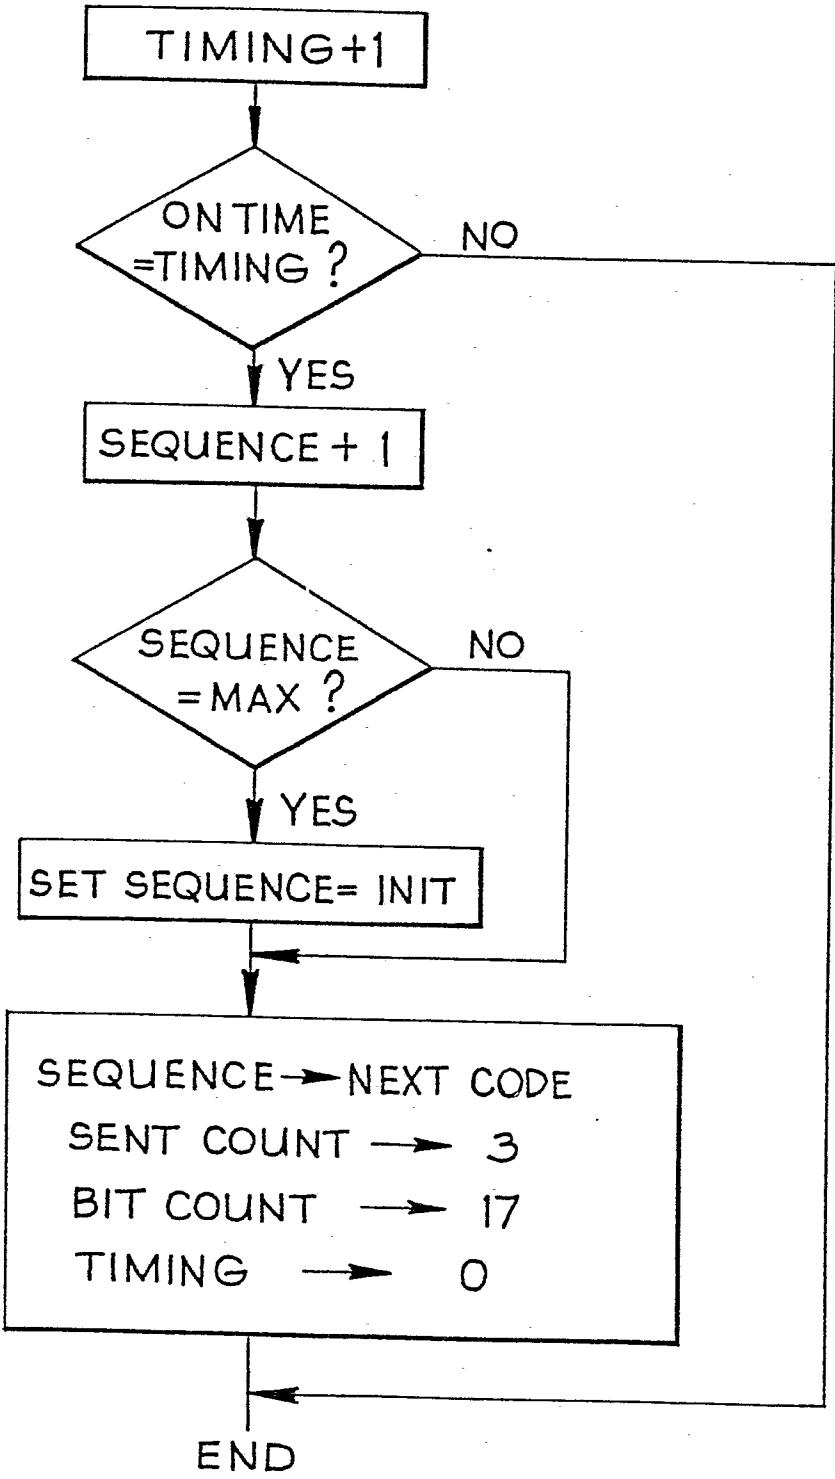 TIMING+1
ON TIME
=TIMING ?
NO
YES
SEQUENCE + 1
SEQUENCE
=MAX ?
NO
YES
SET SEQUENCE= INIT
SEQUENCE → NEXT CODE
SENT COUNT → 3
BIT COUNT → 17
TIMING → 0
END